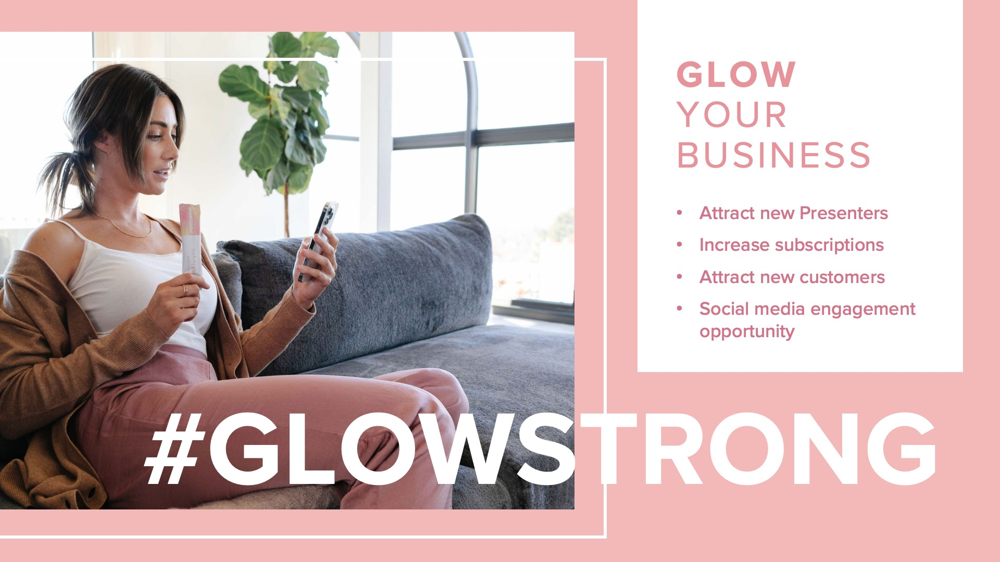 GLOW
YOUR
BUSINESS
• Attract new Presenters
• Increase subscriptions
• Attract new customers
• Social media engagement
opportunity
#GLOWSTRONG